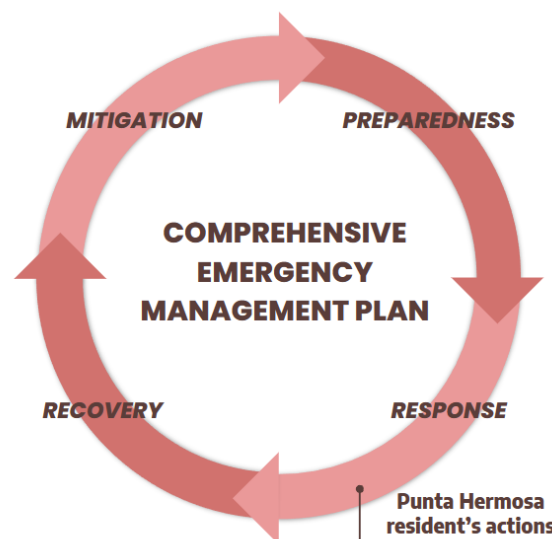 MITIGATION
PREPAREDNESS
COMPREHENSIVE
EMERGENCY
MANAGEMENT PLAN
RECOVERY
RESPONSE
Punta Hermosa
resident's actions